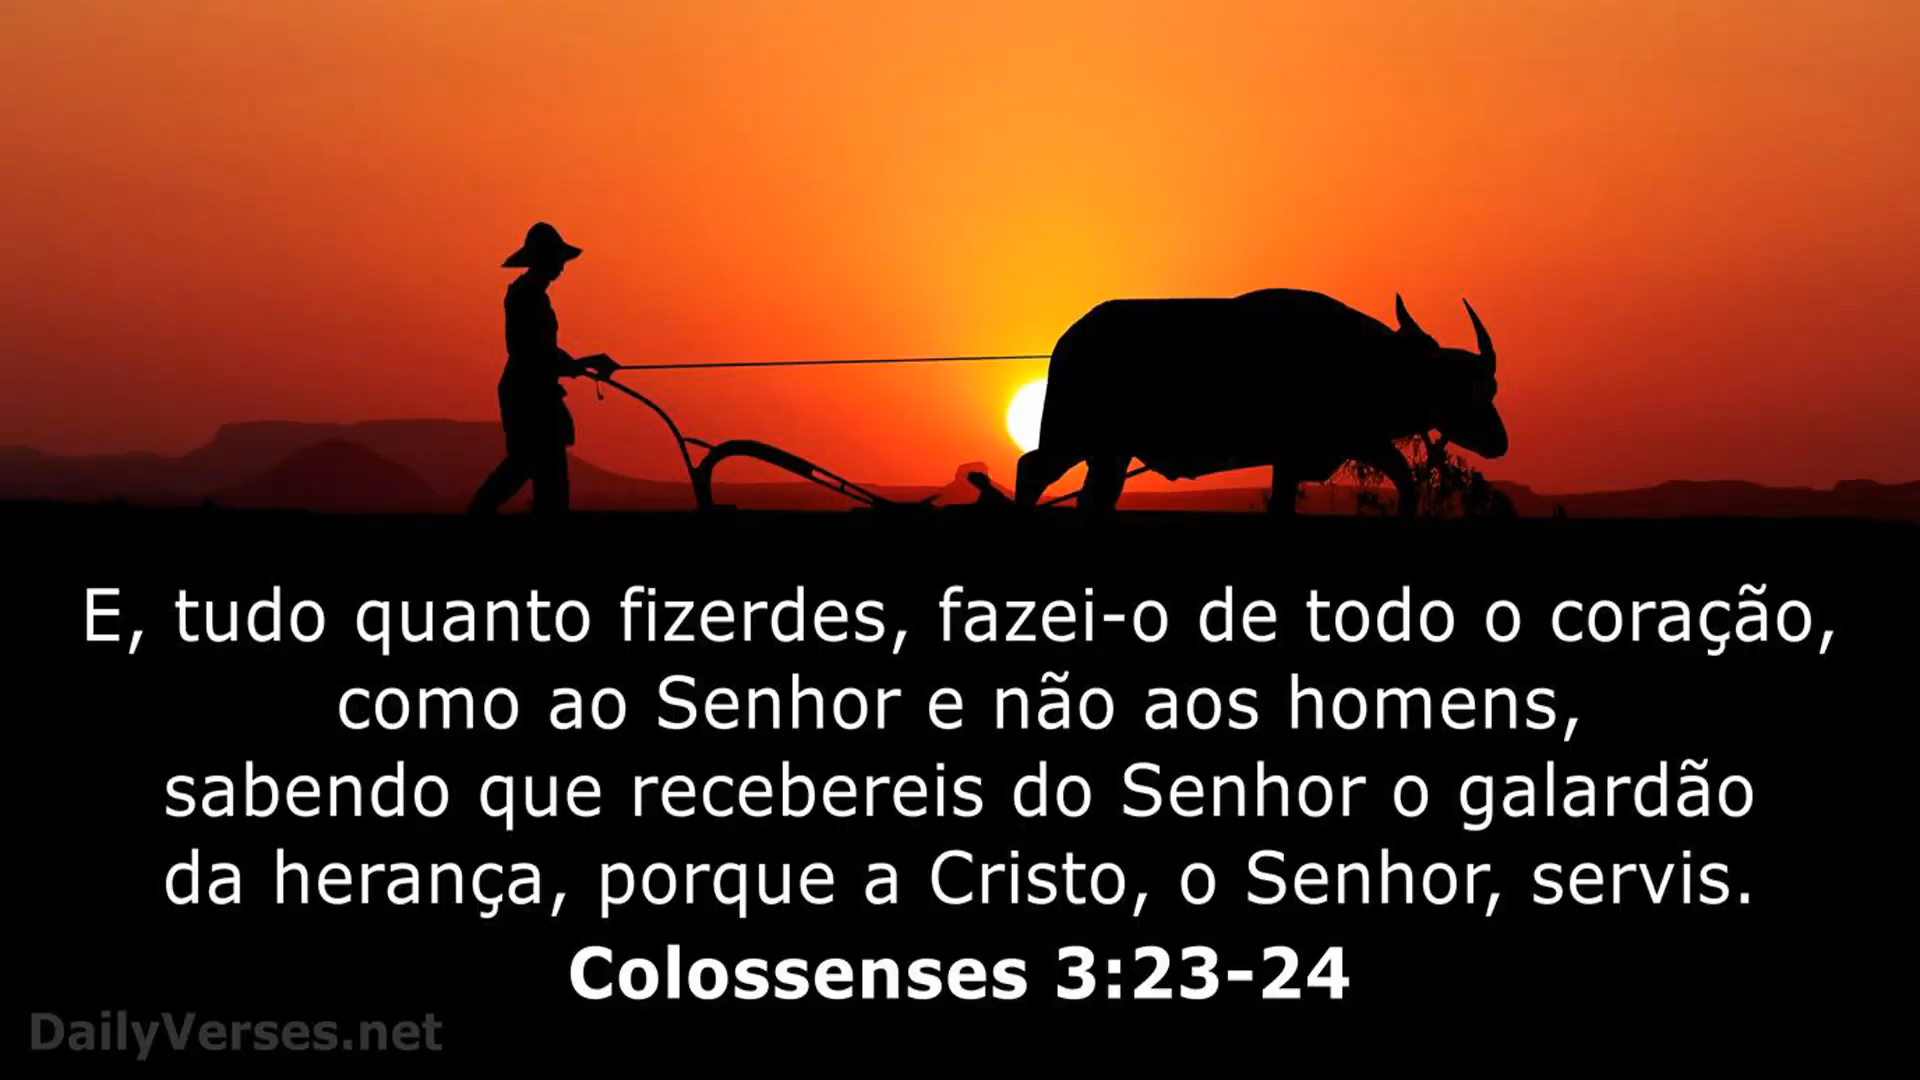 E, tudo quanto fizerdes, fazei-o de todo o coração,
como ao Senhor e não aos homens,
sabendo que recebereis do Senhor o galardão
da herança, porque a Cristo, o Senhor, servis.
Colossenses 3:23-24
DailyVerses.net